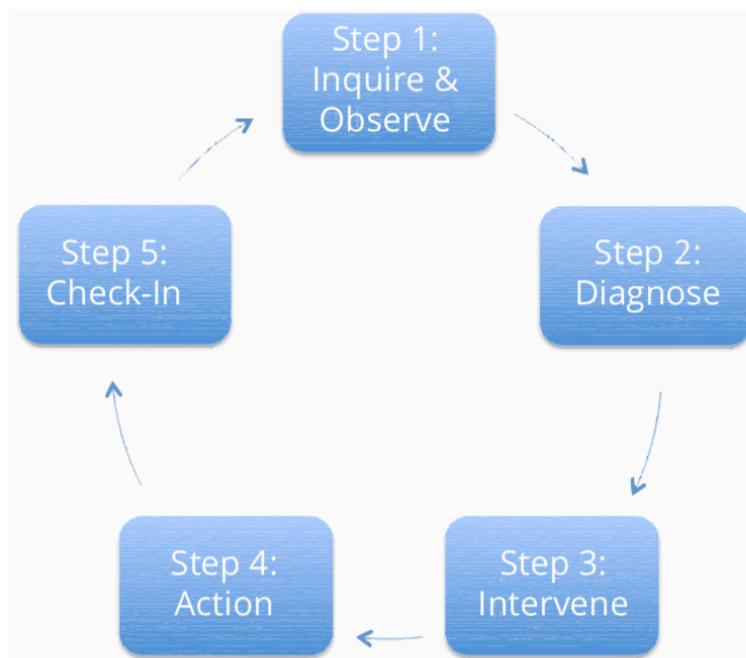 Step 1:
Inquire &
Observe
Step 2:
Diagnose
Step 3:
Intervene
Step 4:
Action
Step 5:
Check-In